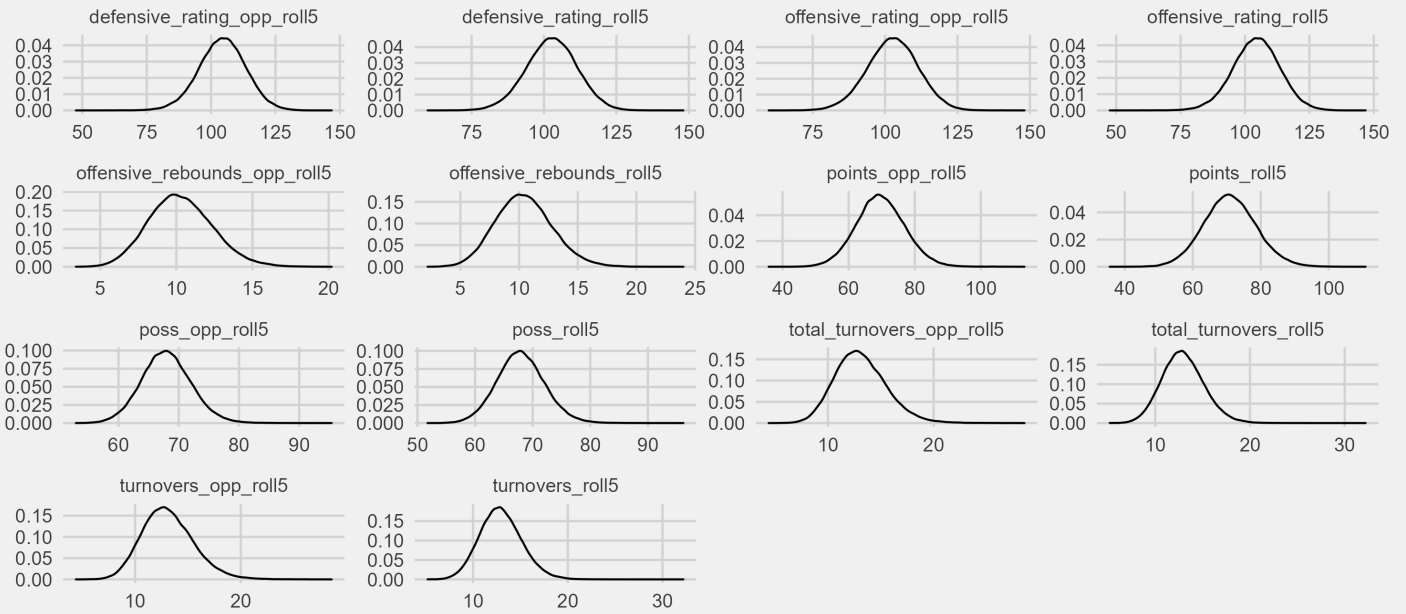 defensive_rating_opp_roll5 defensive_rating_roll5 offensive_rating_opp_roll5 offensive_rating_roll5
0.04 0.04 0.04 0.04
0.03 0.03 0.03 0.03
0.02 0.02 0.02 0.02
0.01 0.01 0.01 0.01
0.00 0.00 0.00 0.00
50 75 100 125 150 75 100 125 150 75 100 125 150 50 75 100 125 150
offensive_rebounds_opp_roll5 offensive_rebounds_roll5 points_opp_roll5 points_roll5
0.20 0.15 0.04 0.04
0.15 0.10 0.02 0.02
0.10 0.05 0.00 0.00
0.05 0.00
0.00
5 10 15 20 5 10 15 20 25 40 60 80 100 40 60 80 100
poss_opp_roll5 poss_roll5 total_turnovers_opp_roll5 total_turnovers_roll5
0.100 0.100 0.15 0.15
0.075 0.075 0.10 0.10
0.050 0.050 0.05 0.05
0.025 0.025 0.00 0.00
0.000 0.000
60 70 80 90 50 60 70 80 90 10 20 10 20 30
turnovers_opp_roll5 turnovers_roll5
0.15 0.15
0.10 0.10
0.05 0.05
0.00 0.00
10 20 10 20 30